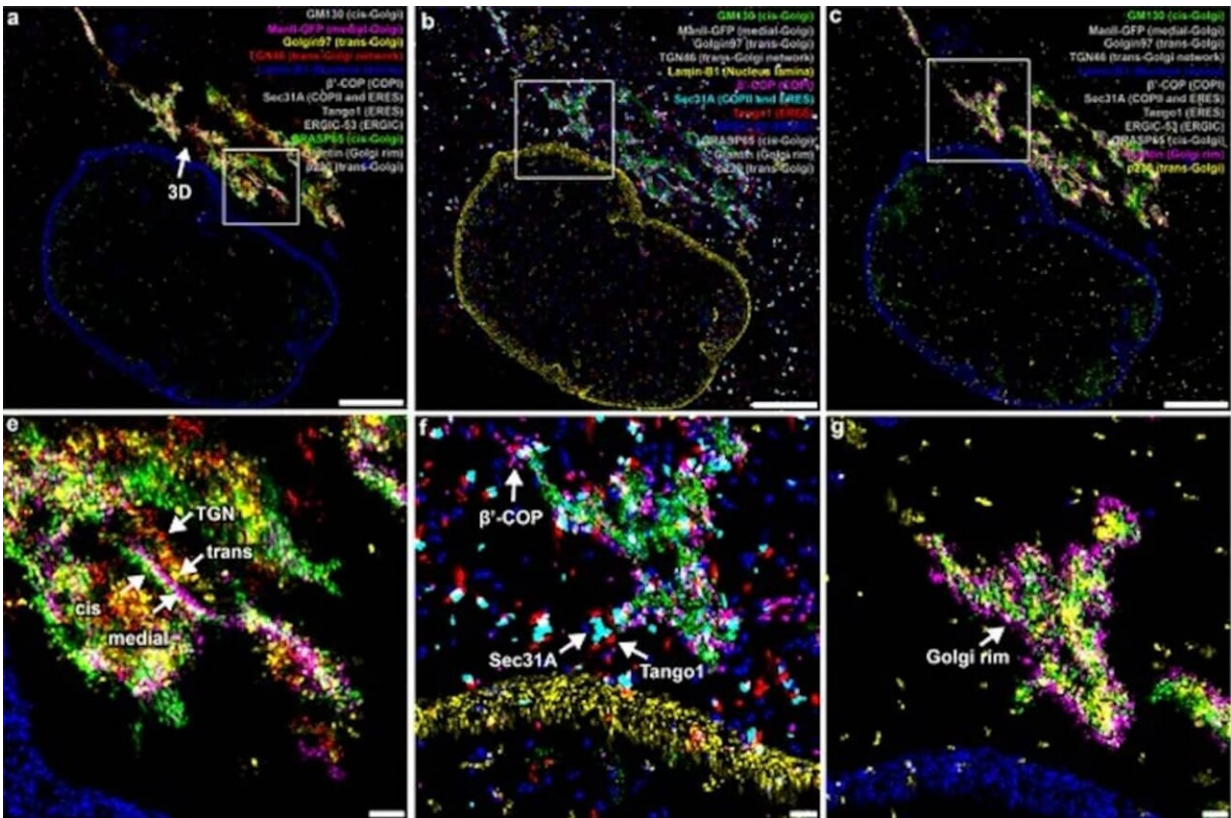 a
GM130 (cis-Golgi)
ManII-GFP (medial-Golgi)
Golgin97 (trans-Golgi)
TGN46 (trans-Golgi network)
β'-COP (COPI)
Sec31A (COPII and ERES)
Tango1 (ERES)
ERGIC-53 (ERGIC)
GRASP65 (cis-Golgi)
Giantin (Golgi rim)
p230 (trans-Golgi)
3D
b
GM130 (cis-Golgi)
ManII-GFP (medial-Golgi)
Golgin97 (trans-Golgi)
TGN46 (trans-Golgi network)
Lamin-B1 (Nucleus lamina)
β'-COP (COPI)
Sec31A (COPII and ERES)
Tango1 (ERES)
GRASP65 (cis-Golgi)
Giantin (Golgi rim)
p230 (trans-Golgi)
c
GM130 (cis-Golgi)
ManII-GFP (medial-Golgi)
Golgin97 (trans-Golgi)
TGN46 (trans-Golgi network)
β'-COP (COPI)
Sec31A (COPII and ERES)
Tango1 (ERES)
ERGIC-53 (ERGIC)
GRASP65 (cis-Golgi)
Giantin (Golgi rim)
p230 (trans-Golgi)
e
TGN
trans
cis
medial
f
β'-COP
Sec31A
Tango1
g
Golgi rim